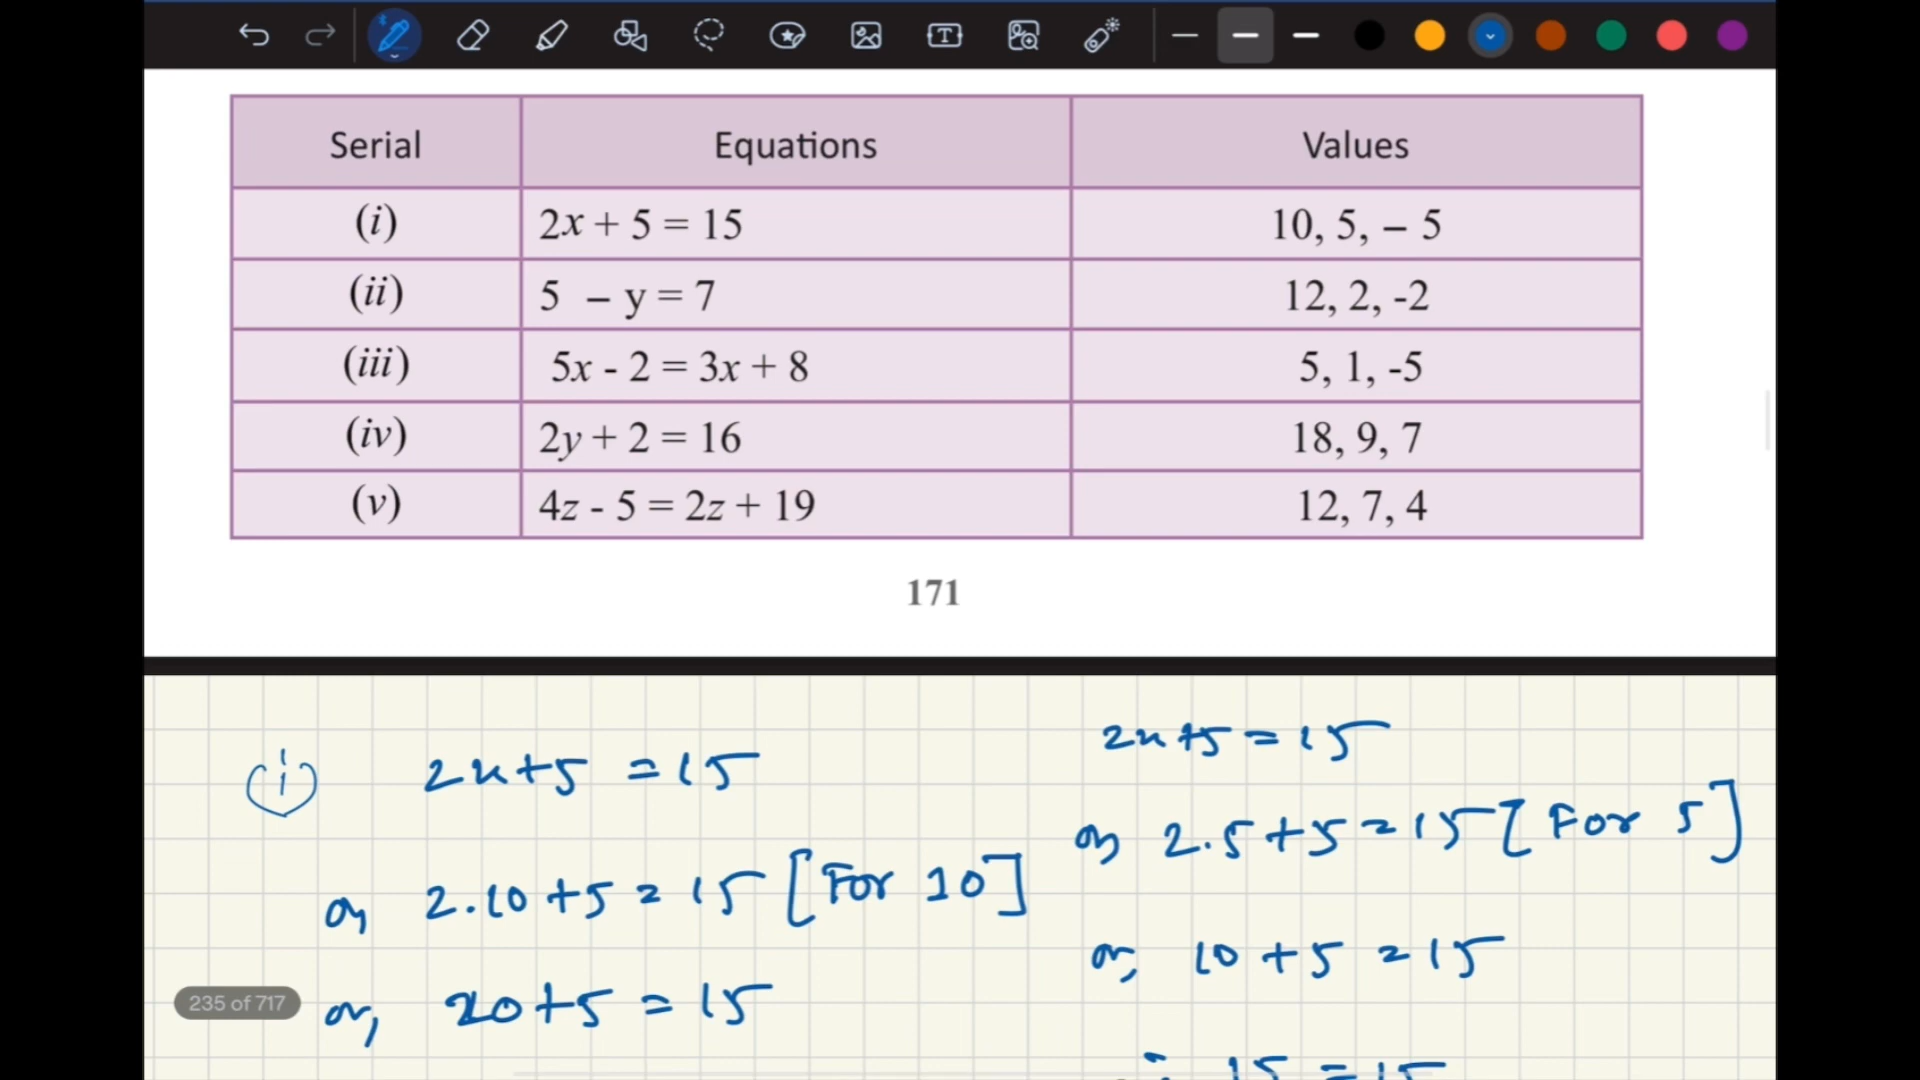 Serial Equations Values
(i) 2x + 5 = 15 10, 5, – 5
(ii) 5 – y = 7 12, 2, -2
(iii) 5x - 2 = 3x + 8 5, 1, -5
(iv) 2y + 2 = 16 18, 9, 7
(v) 4z - 5 = 2z + 19 12, 7, 4
171
(i) 2x+5 = 15
or, 2.10+5 = 15 [For 10]
or, 20+5 = 15
2x+5 = 15
or 2.5+5 = 15 [For 5]
or, 10+5 = 15
∴ 15 = 15
235 of 717